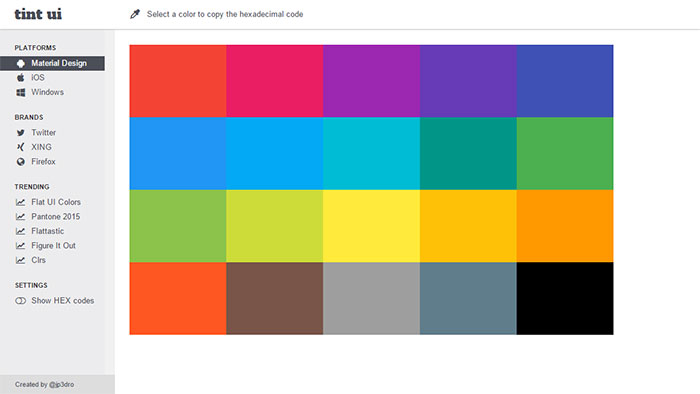 tint ui
Select a color to copy the hexadecimal code
PLATFORMS
Material Design
iOS
Windows
BRANDS
Twitter
XING
Firefox
TRENDING
Flat UI Colors
Pantone 2015
Flattastic
Figure It Out
Clrs
SETTINGS
Show HEX codes
Created by @jp3dro